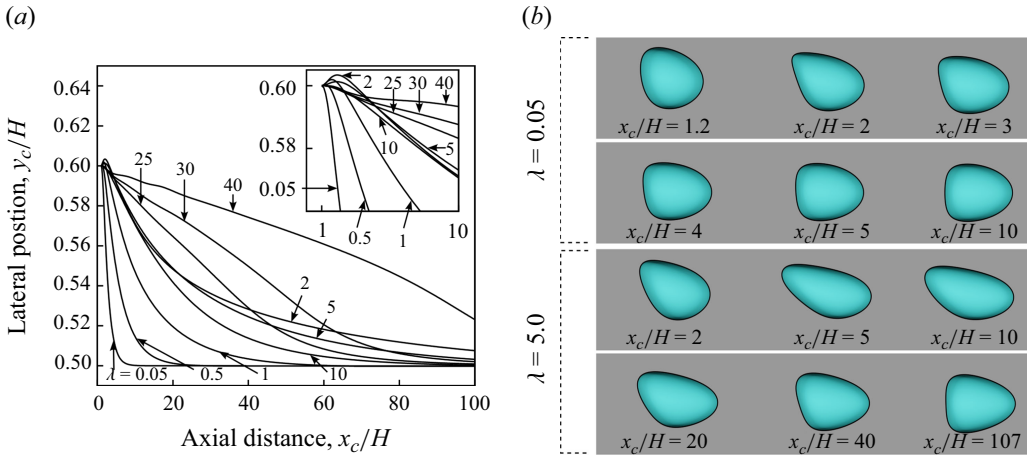 (a)
(b)
Lateral postion, y_c/H
0.64
0.62
0.60
0.58
0.56
0.54
0.52
0.50
0
20
40
60
80
100
Axial distance, x_c/H
25
30
40
2
5
λ = 0.05
0.5
1
10
0.60
0.58
0.05
2
25
30
40
10
5
0.5
1
1
10
λ = 0.05
x_c/H = 1.2
x_c/H = 2
x_c/H = 3
x_c/H = 4
x_c/H = 5
x_c/H = 10
λ = 5.0
x_c/H = 2
x_c/H = 5
x_c/H = 10
x_c/H = 20
x_c/H = 40
x_c/H = 107